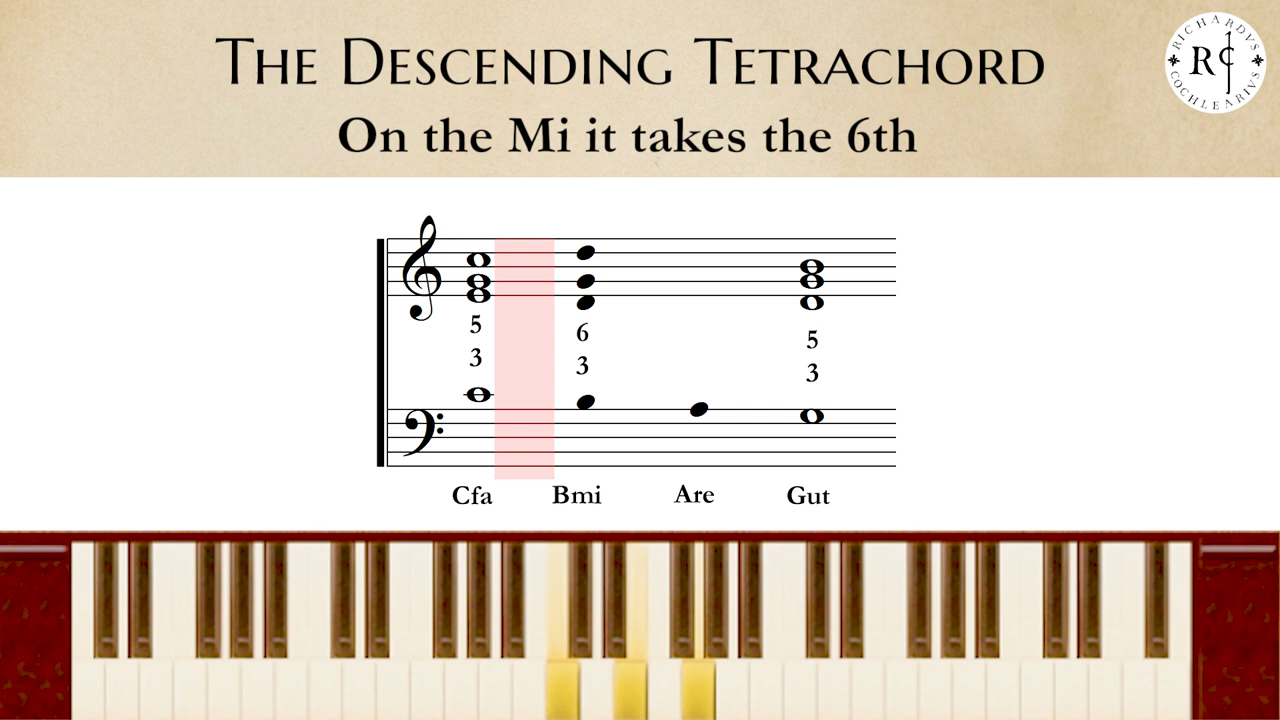 The Descending Tetrachord
On the Mi it takes the 6th
RICHARDVS COCHLEARIVS
RC
5 6 5
3 3 3
Cfa Bmi Are Gut